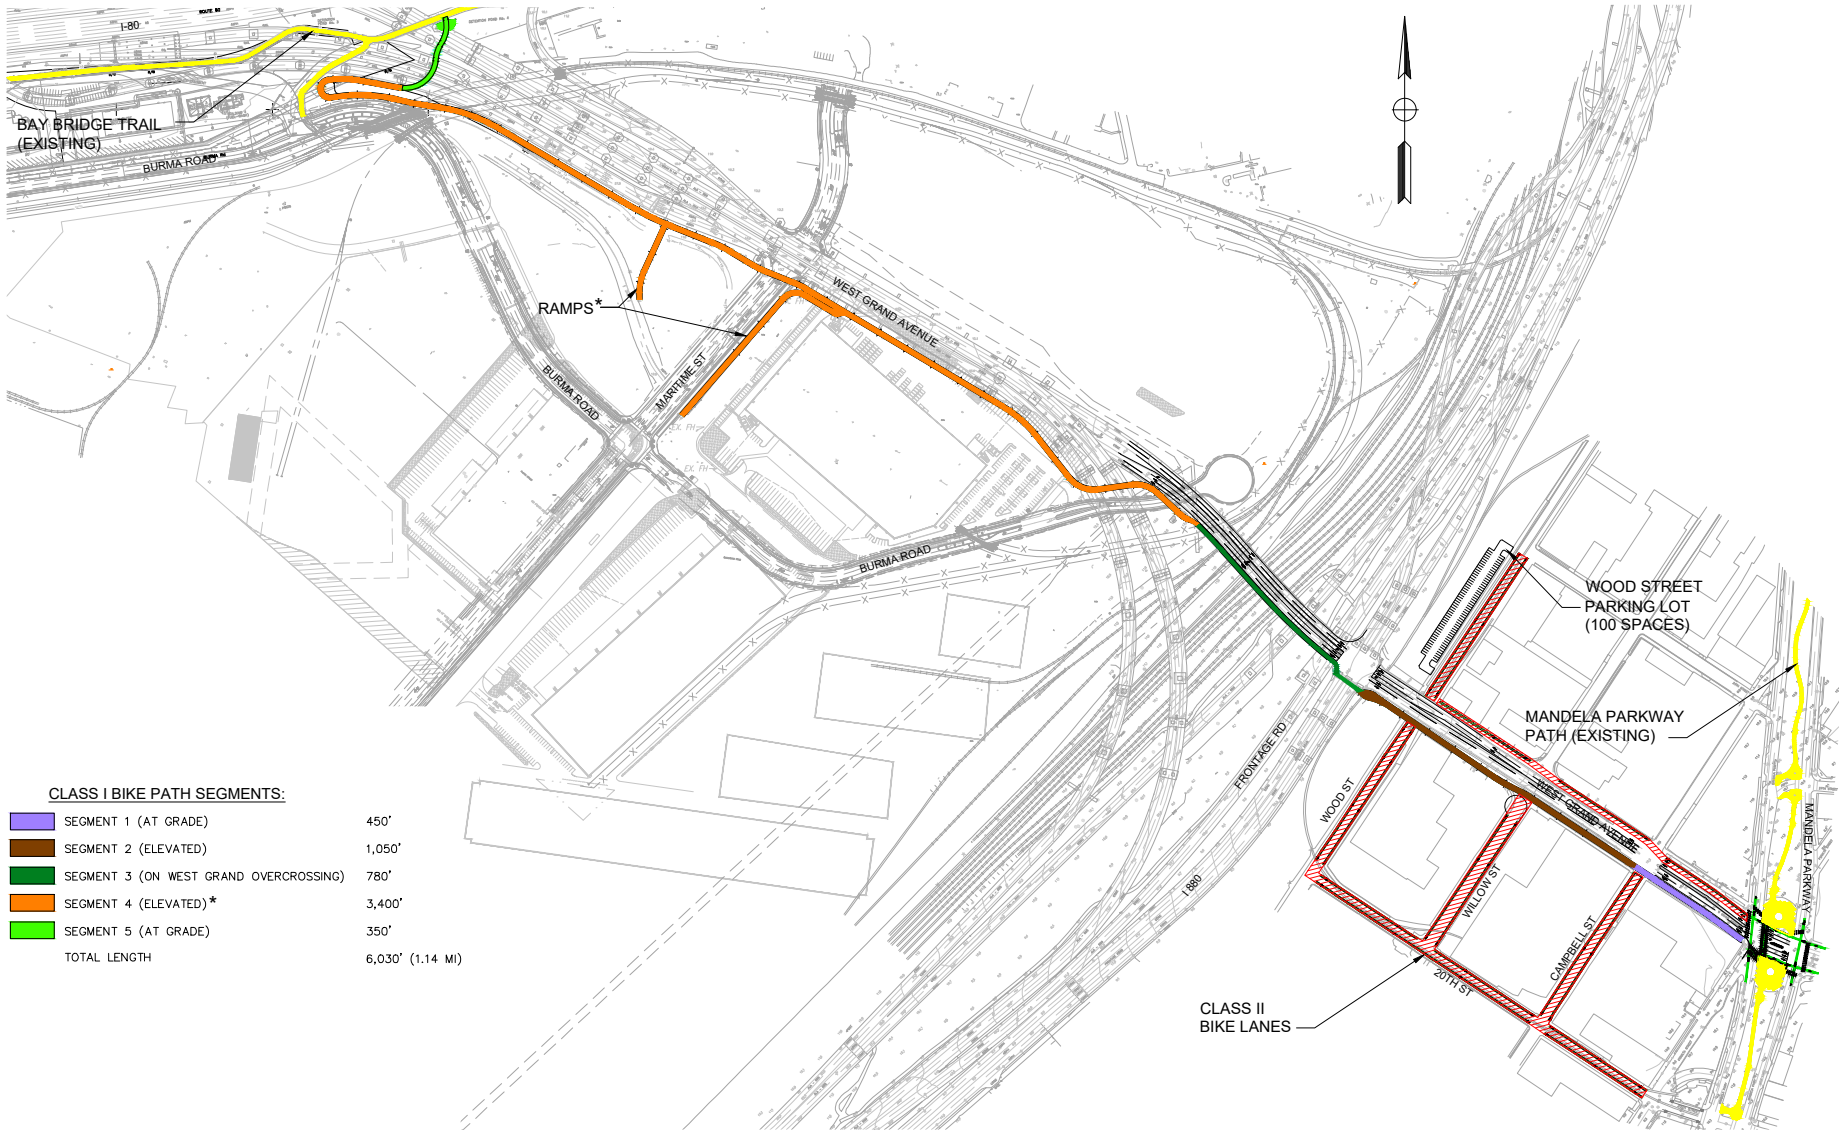 I-80
BAY BRIDGE TRAIL
(EXISTING)
BURMA ROAD
RAMPS*
WEST GRAND AVENUE
MARITIME ST
BURMA ROAD
EX. FH
EX. FH
BURMA ROAD
WOOD STREET
PARKING LOT
(100 SPACES)
MANDELA PARKWAY
PATH (EXISTING)
FRONTAGE RD
WOOD ST
WEST GRAND AVENUE
MANDELA PARKWAY
WILLOW ST
I 880
CAMPBELL ST
20TH ST
CLASS II
BIKE LANES
CLASS I BIKE PATH SEGMENTS:
SEGMENT 1 (AT GRADE) 450'
SEGMENT 2 (ELEVATED) 1,050'
SEGMENT 3 (ON WEST GRAND OVERCROSSING) 780'
SEGMENT 4 (ELEVATED)* 3,400'
SEGMENT 5 (AT GRADE) 350'
TOTAL LENGTH 6,030' (1.14 MI)